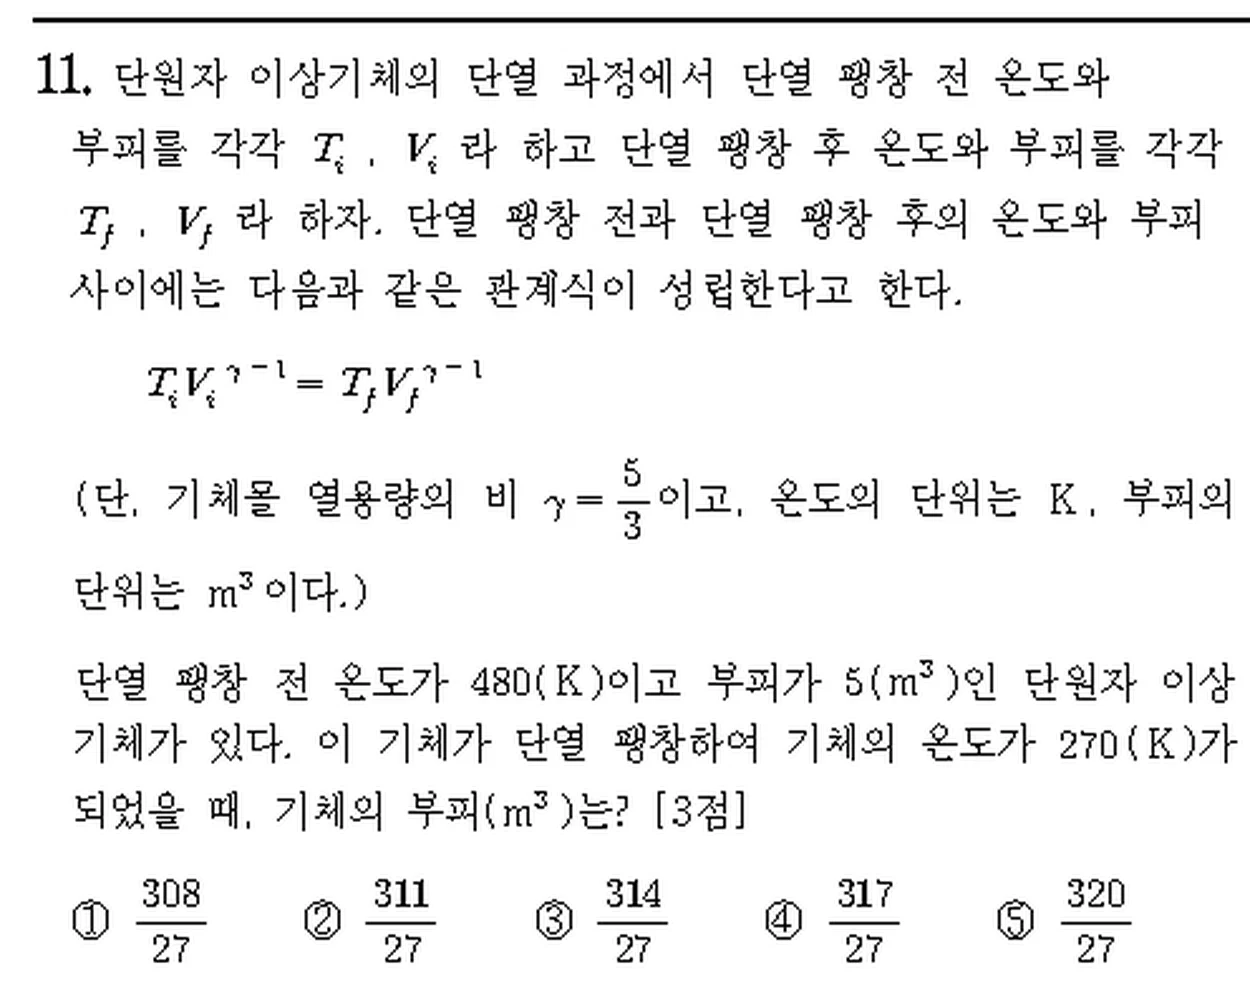 11. 단원자 이상기체의 단열 과정에서 단열 팽창 전 온도와
부피를 각각 Tᵢ, Vᵢ 라 하고 단열 팽창 후 온도와 부피를 각각
T_f, V_f 라 하자. 단열 팽창 전과 단열 팽창 후의 온도와 부피
사이에는 다음과 같은 관계식이 성립한다고 한다.
TᵢVᵢ^(γ-1) = T_f V_f^(γ-1)
(단, 기체몰 열용량의 비 γ = 5/3 이고, 온도의 단위는 K, 부피의
단위는 m³이다.)
단열 팽창 전 온도가 480(K)이고 부피가 5(m³)인 단원자 이상
기체가 있다. 이 기체가 단열 팽창하여 기체의 온도가 270(K)가
되었을 때, 기체의 부피(m³)는? [3점]
① 308/27 ② 311/27 ③ 314/27 ④ 317/27 ⑤ 320/27